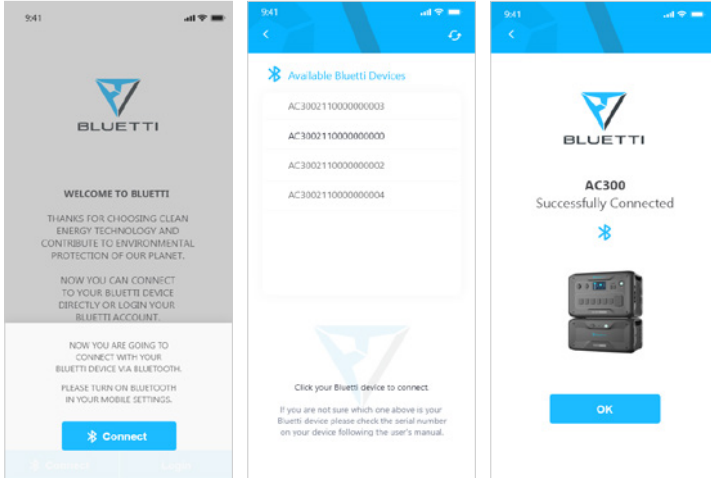 9:41
BLUETTI
WELCOME TO BLUETTI
THANKS FOR CHOOSING CLEAN
ENERGY TECHNOLOGY AND
CONTRIBUTE TO ENVIRONMENTAL
PROTECTION OF OUR PLANET.
NOW YOU CAN CONNECT
TO YOUR BLUETTI DEVICE
DIRECTLY OR LOGIN YOUR
BLUETTI ACCOUNT.
NOW YOU ARE GOING TO
CONNECT WITH YOUR
BLUETTI DEVICE VIA BLUETOOTH.
PLEASE TURN ON BLUETOOTH
IN YOUR MOBILE SETTINGS.
Connect
9:41
Available Bluetti Devices
AC3002110000000003
AC3002110000000000
AC3002110000000002
AC3002110000000004
Click your Bluetti device to connect.
If you are not sure which one above is your
Bluetti device please check the serial number
on your device following the user's manual.
9:41
BLUETTI
AC300
Successfully Connected
OK